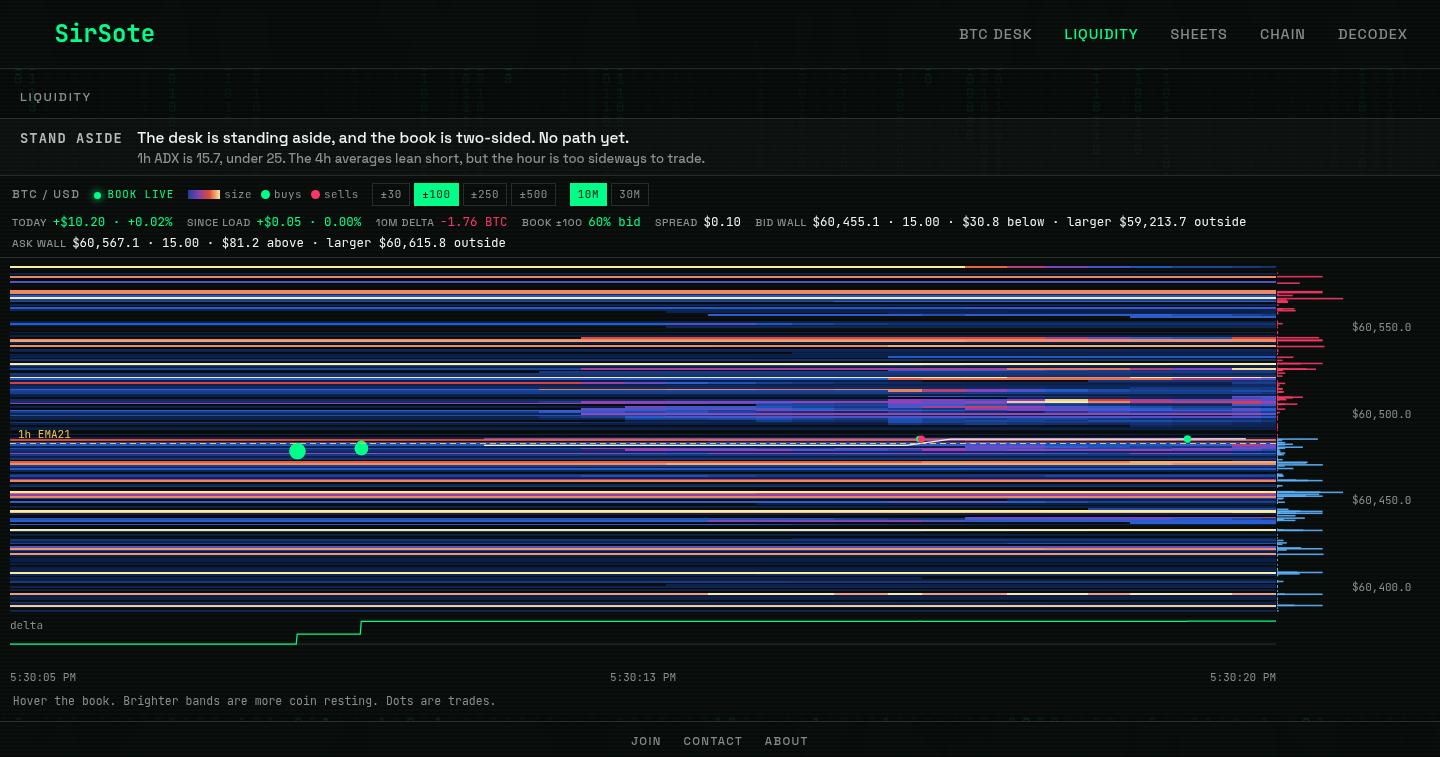 SirSote
BTC DESK LIQUIDITY SHEETS CHAIN DECODEX
LIQUIDITY
STAND ASIDE The desk is standing aside, and the book is two-sided. No path yet.
1h ADX is 15.7, under 25. The 4h averages lean short, but the hour is too sideways to trade.
BTC / USD BOOK LIVE size buys sells ±30 ±100 ±250 ±500 10M 30M
TODAY +$10.20 · +0.02% SINCE LOAD +$0.05 · 0.00% 10M DELTA -1.76 BTC BOOK ±100 60% bid SPREAD $0.10 BID WALL $60,455.1 · 15.00 · $30.8 below · larger $59,213.7 outside
ASK WALL $60,567.1 · 15.00 · $81.2 above · larger $60,615.8 outside
$60,550.0
$60,500.0
1h EMA21
$60,450.0
$60,400.0
delta
5:30:05 PM 5:30:13 PM 5:30:20 PM
Hover the book. Brighter bands are more coin resting. Dots are trades.
JOIN CONTACT ABOUT